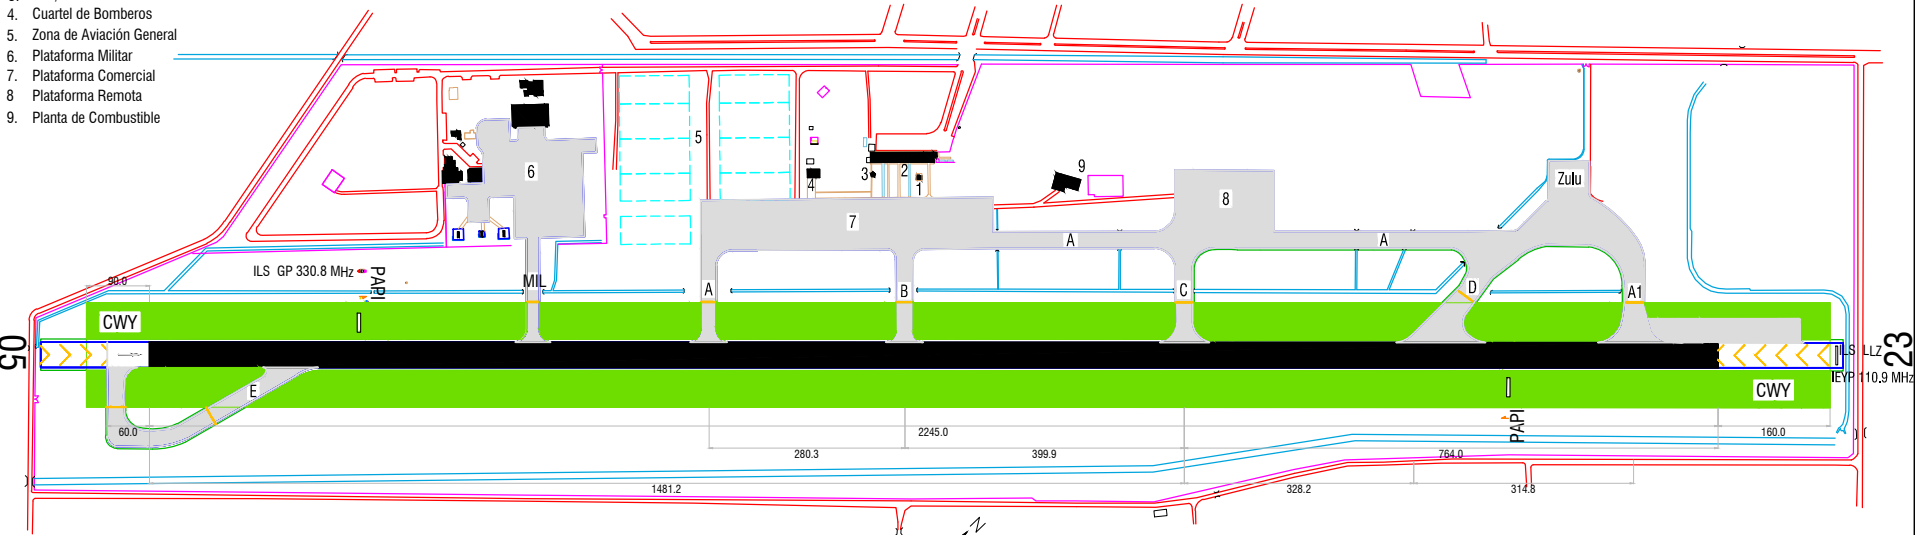 4. Cuartel de Bomberos
5. Zona de Aviación General
6. Plataforma Militar
7. Plataforma Comercial
8 Plataforma Remota
9. Planta de Combustible
5
6
4
3
2
1
9
8
7
Zulu
A
A
ILS GP 330.8 MHz
PAPI
MIL
A
B
C
D
A1
90.0
CWY
05
23
ILS LLZ
IEYP 110.9 MHz
CWY
E
PAPI
60.0
2245.0
160.0
280.3
399.9
764.0
1481.2
328.2
314.8
N